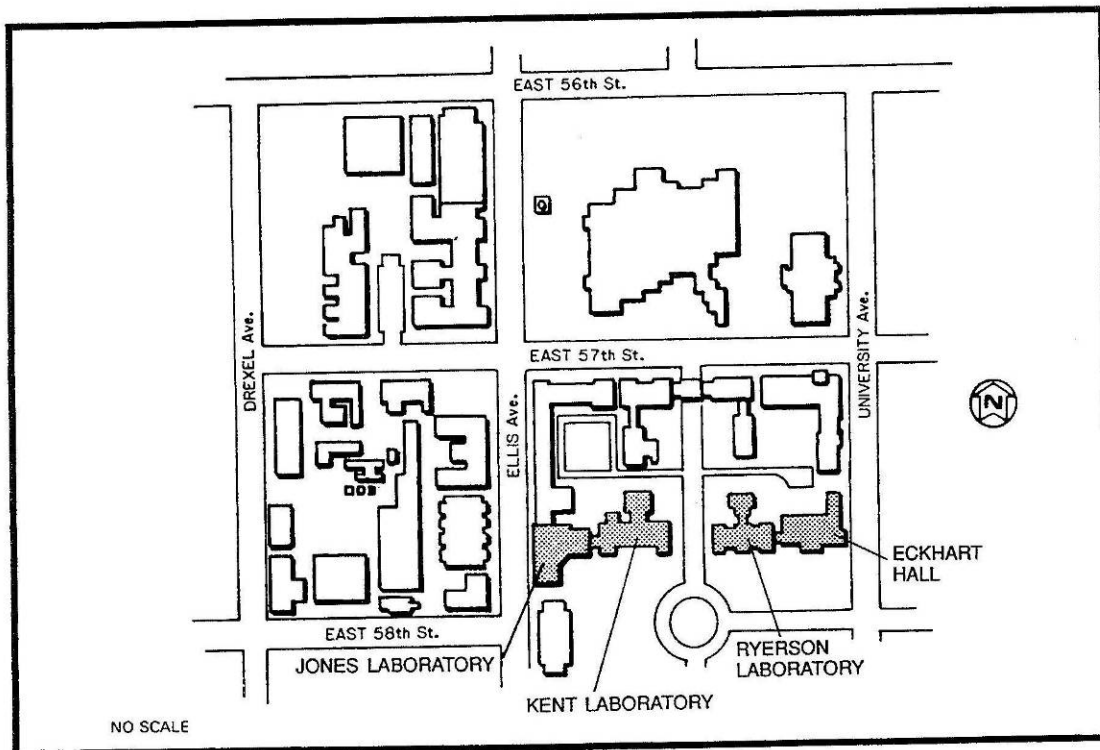 EAST 56th St.
DREXEL Ave.
ELLIS Ave.
UNIVERSITY Ave.
EAST 57th St.
N
EAST 58th St.
JONES LABORATORY
KENT LABORATORY
RYERSON
LABORATORY
ECKHART
HALL
NO SCALE